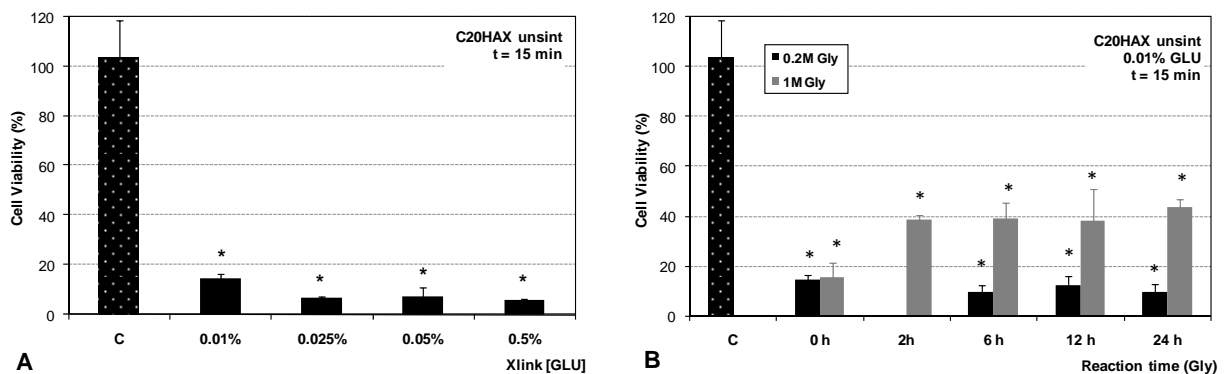 120
100
80
60
40
20
0
Cell Viability (%)
C20HAX unsint
t = 15 min
*
*
*
*
C
0.01%
0.025%
0.05%
0.5%
Xlink [GLU]
A
120
100
80
60
40
20
0
Cell Viability (%)
0.2M Gly
1M Gly
C20HAX unsint
0.01% GLU
t = 15 min
* *
*
* *
* *
* *
C
0 h
2h
6 h
12 h
24 h
Reaction time (Gly)
B